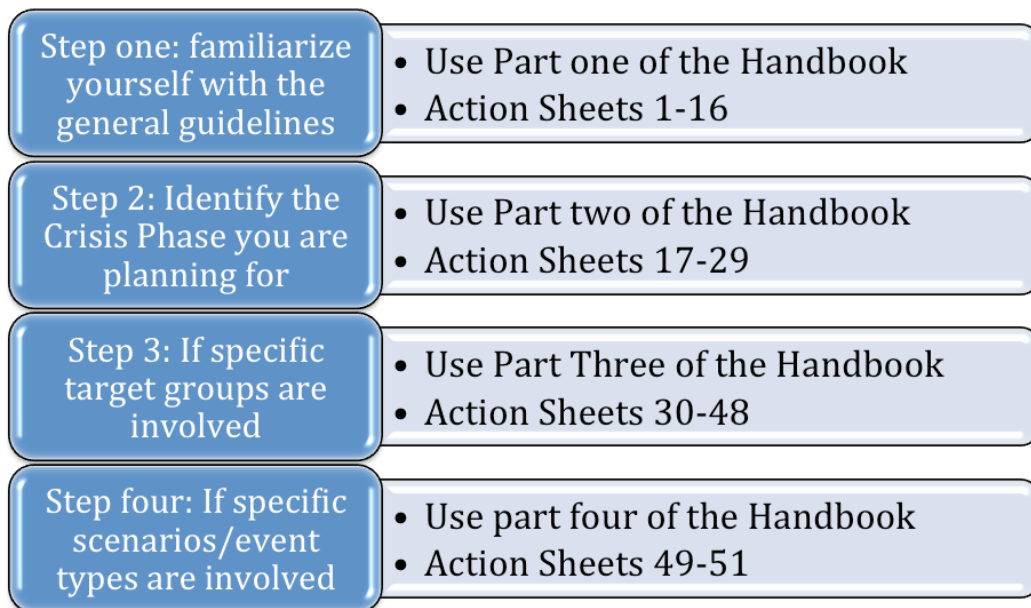 Step one: familiarize
yourself with the
general guidelines
• Use Part one of the Handbook
• Action Sheets 1-16
Step 2: Identify the
Crisis Phase you are
planning for
• Use Part two of the Handbook
• Action Sheets 17-29
Step 3: If specific
target groups are
involved
• Use Part Three of the Handbook
• Action Sheets 30-48
Step four: If specific
scenarios/event
types are involved
• Use part four of the Handbook
• Action Sheets 49-51